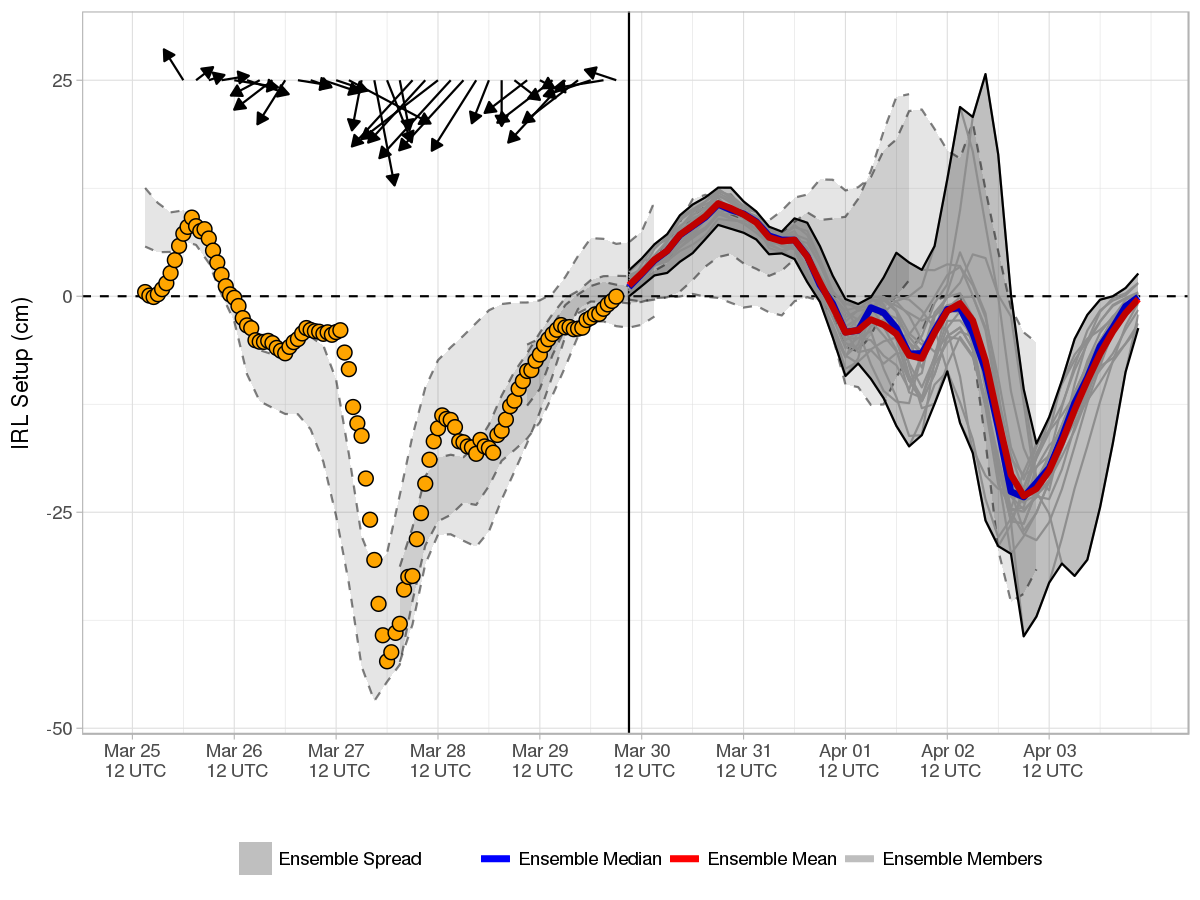 IRL Setup (cm)
25
0
-25
-50
Mar 25 Mar 26 Mar 27 Mar 28 Mar 29 Mar 30 Mar 31 Apr 01 Apr 02 Apr 03
12 UTC 12 UTC 12 UTC 12 UTC 12 UTC 12 UTC 12 UTC 12 UTC 12 UTC 12 UTC
Ensemble Spread Ensemble Median Ensemble Mean Ensemble Members